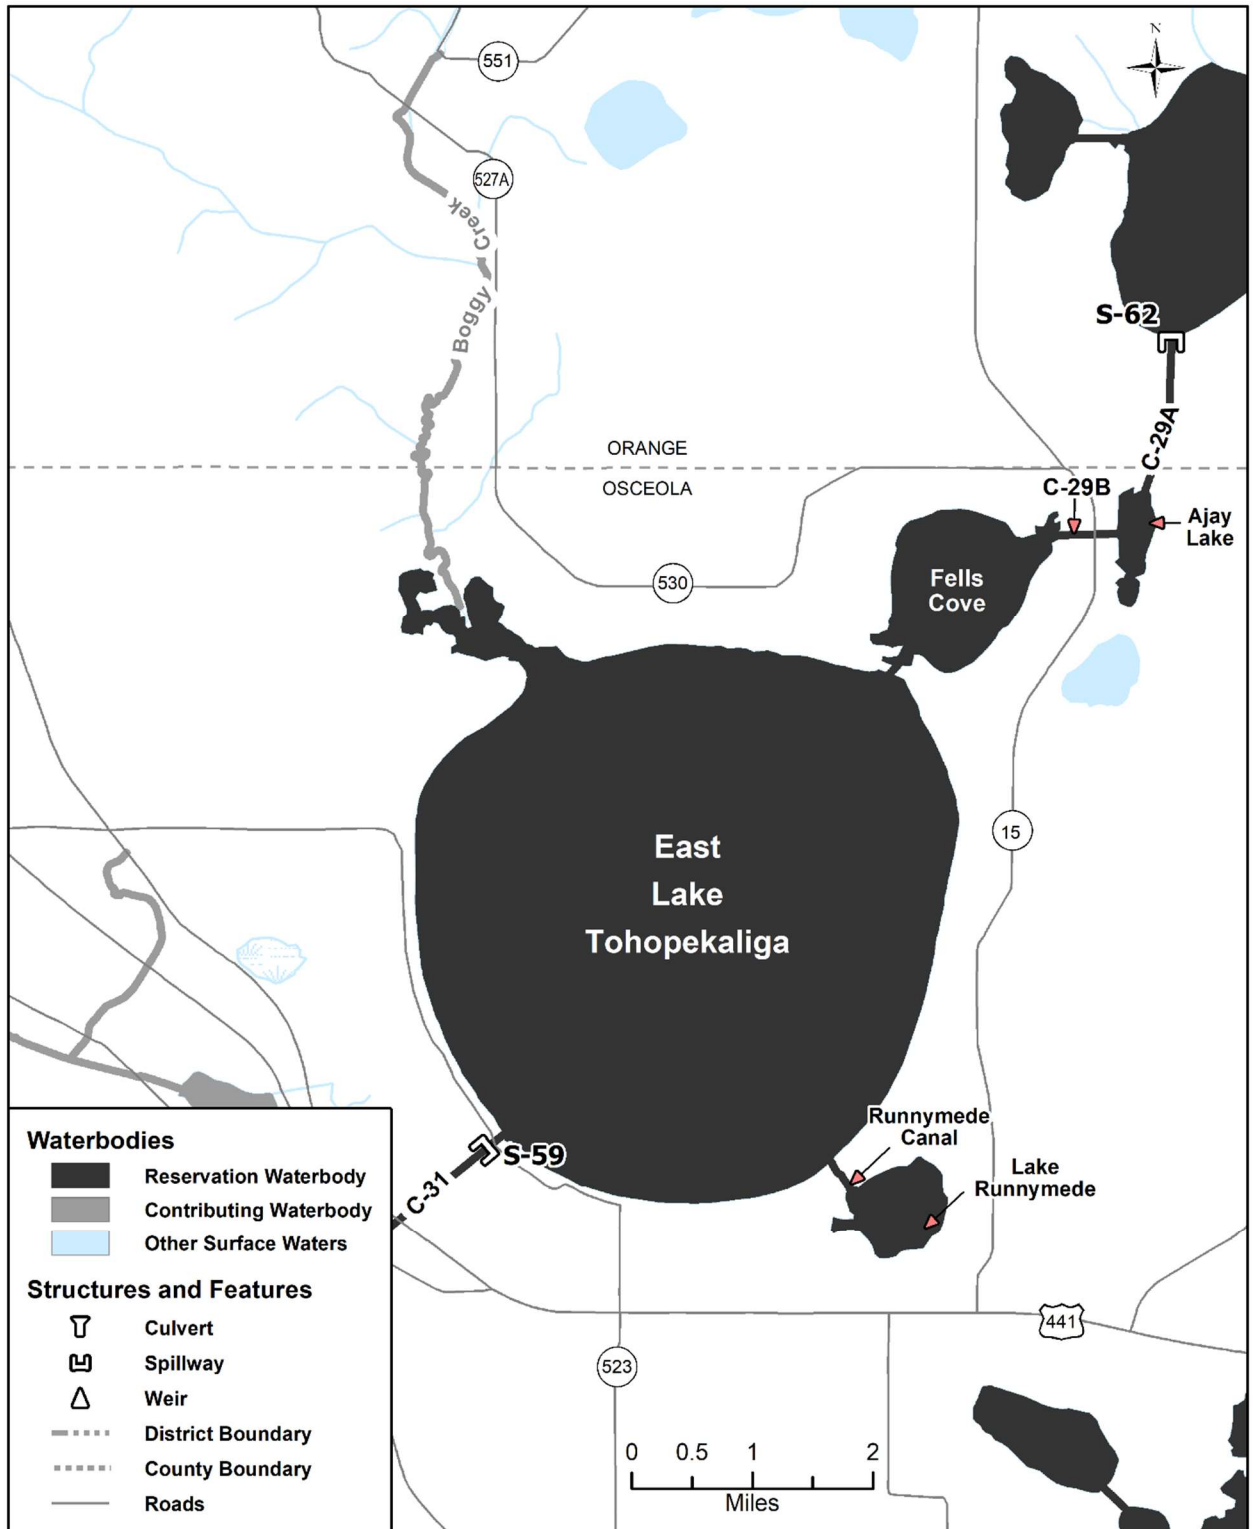 N
551
527A
Boggy Creek
S-62
C-29A
ORANGE
OSCEOLA
C-29B
Ajay
Lake
530
Fells
Cove
15
East
Lake
Tohopekaliga
Runnymede
Canal
Lake
Runnymede
S-59
C-31
441
523
Waterbodies
Reservation Waterbody
Contributing Waterbody
Other Surface Waters
Structures and Features
Culvert
Spillway
Weir
District Boundary
County Boundary
Roads
0 0.5 1 2
Miles